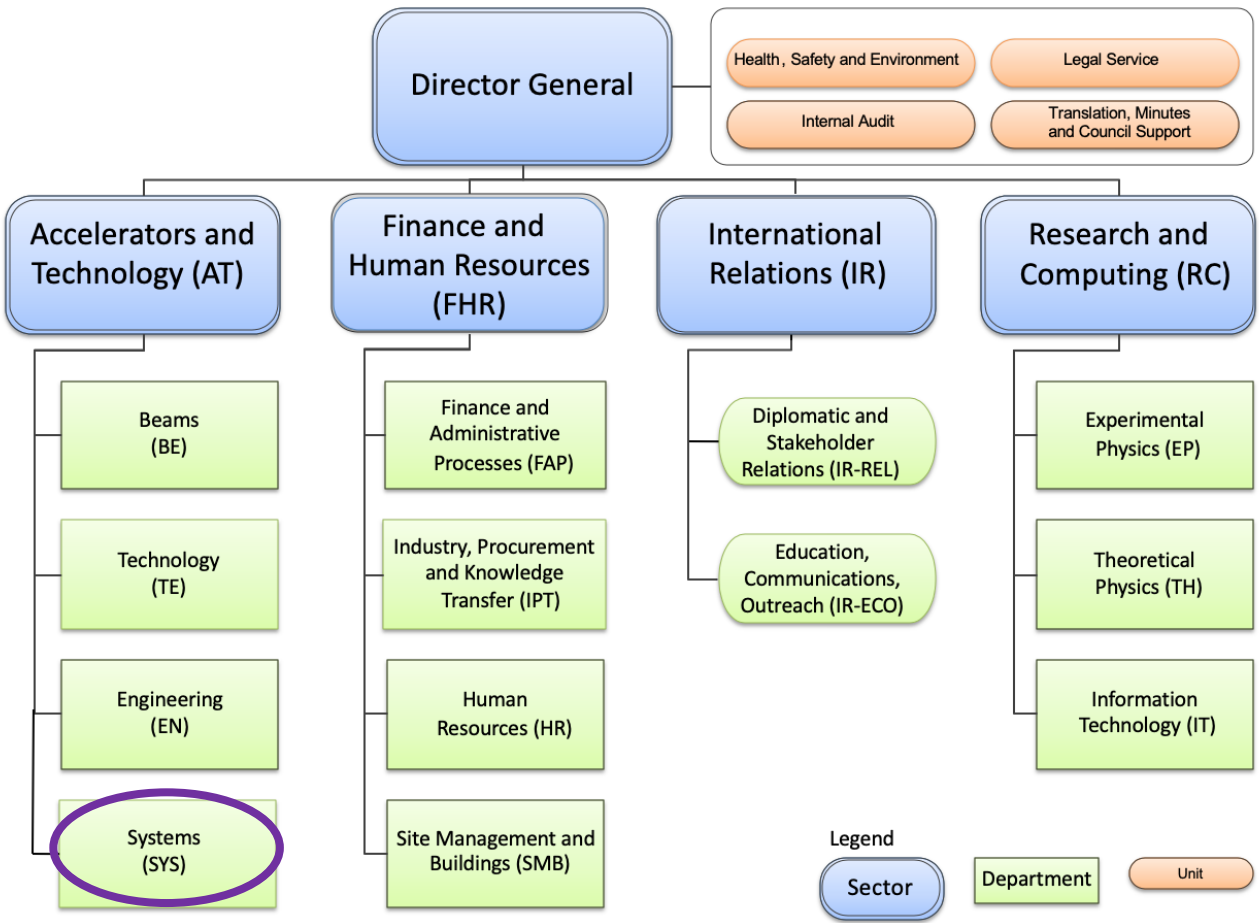 Director General
Health, Safety and Environment
Legal Service
Internal Audit
Translation, Minutes
and Council Support
Accelerators and
Technology (AT)
Finance and
Human Resources
(FHR)
International
Relations (IR)
Research and
Computing (RC)
Beams
(BE)
Technology
(TE)
Engineering
(EN)
Systems
(SYS)
Finance and
Administrative
Processes (FAP)
Industry, Procurement
and Knowledge
Transfer (IPT)
Human
Resources (HR)
Site Management and
Buildings (SMB)
Diplomatic and
Stakeholder
Relations (IR-REL)
Education,
Communications,
Outreach (IR-ECO)
Experimental
Physics (EP)
Theoretical
Physics (TH)
Information
Technology (IT)
Legend
Sector
Department
Unit